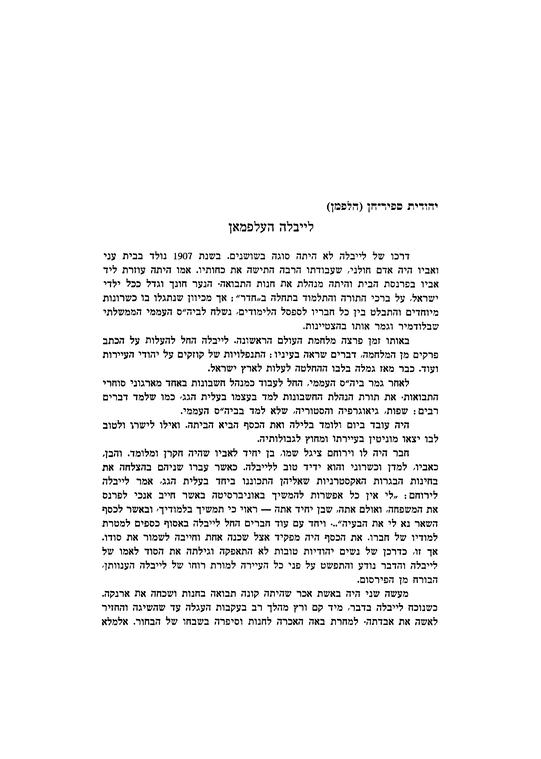 יהודית ספיר־חן (הלפמן)
לייבלה העלפמאן
דרכו של לייבלה לא היתה סוגה בשושנים. בשנת 1907 נולד בבית עני
ואביו היה אדם חולני, שעבודתו הרבה התישה את כחותיו. אמו היתה עוזרת ליד
אביו בפרנסת הבית והיתה מנהלת את חנות התבואה. הנער חונך וגדל ככל ילדי
ישראל, על ברכי התורה והתלמוד בתחלה ב„חדר״; אך מכיוון שנתגלו בו כשרונות
מיוחדים והתבלט בין כל חבריו לספסל הלימודים, נשלח לביה״ס העממי הממשלתי
שבלודמיר וגמר אותו בהצטיינות.
באותו זמן פרצה מלחמת העולם הראשונה. לייבלה החל להעלות על הכתב
פרקים מן המלחמה, דברים שראה בעיניו: התנפלויות של קוזקים על יהודי העיירות
ועוד. כבר מאז גמלה בלבו ההחלטה לעלות לארץ ישראל.
לאחר גמר ביה״ס העממי, החל לעבוד כמנהל חשבונות באחד מארגוני סוחרי
התבואות. את תורת הנהלת החשבונות למד בעצמו בעלית הגג, כמו שלמד דברים
רבים: שפות, גיאוגרפיה והסטוריה, שלא למד בביה״ס העממי.
היה עובד ביום ולומד בלילה ואת הכסף הביא הביתה. ואילו לישרו ולטוב
לבו יצאו מוניטין בעיירתו ומחוץ לגבולותיה.
חבר היה לו וירוחם ציגל שמו, בן יחיד לאביו שהיה חקרן ומלומד. והבן,
כאביו, למדן וכשרוני והוא ידיד טוב ללייבלה. כאשר עברו שניהם בהצלחה את
בחינות הבגרות האקסטרניות שאליהן התכוננו ביחד בעלית הגג, אמר לייבלה
לירוחם: „לי אין כל אפשרות להמשיך באוניברסיטה באשר חייב אנכי לפרנס
את המשפחה, ואולם אתה, שבן יחיד אתה — ראוי כי תמשיך בלמודיך, ובאשר לכסף
השאר נא לי את הבעיה״... ויחד עם עוד חברים החל לייבלה באסוף כספים למטרת
למודיו של חברו. את הכסף היה מפקיד אצל שכנה אחת וחייבה לשמור את סודו.
אך זו, כדרכן של נשים יהודיות טובות לא התאפקה וגילתה את הסוד לאמו של
לייבלה והדבר נודע והתפשט על פני כל העיירה למורת רוחו של לייבלה הענוותן,
הבורח מן הפירסום.
מעשה שני היה באשת אכר שהיתה קונה תבואה בחנות ושכחה את ארנקה.
כשנוכח לייבלה בדבר, מיד קם ורץ מהלך רב בעקבות העגלה עד שהשיגה והחזיר
לאשה את אבדתה. למחרת באה האכרה לחנות וסיפרה בשבחו של הבחור. אלמלא